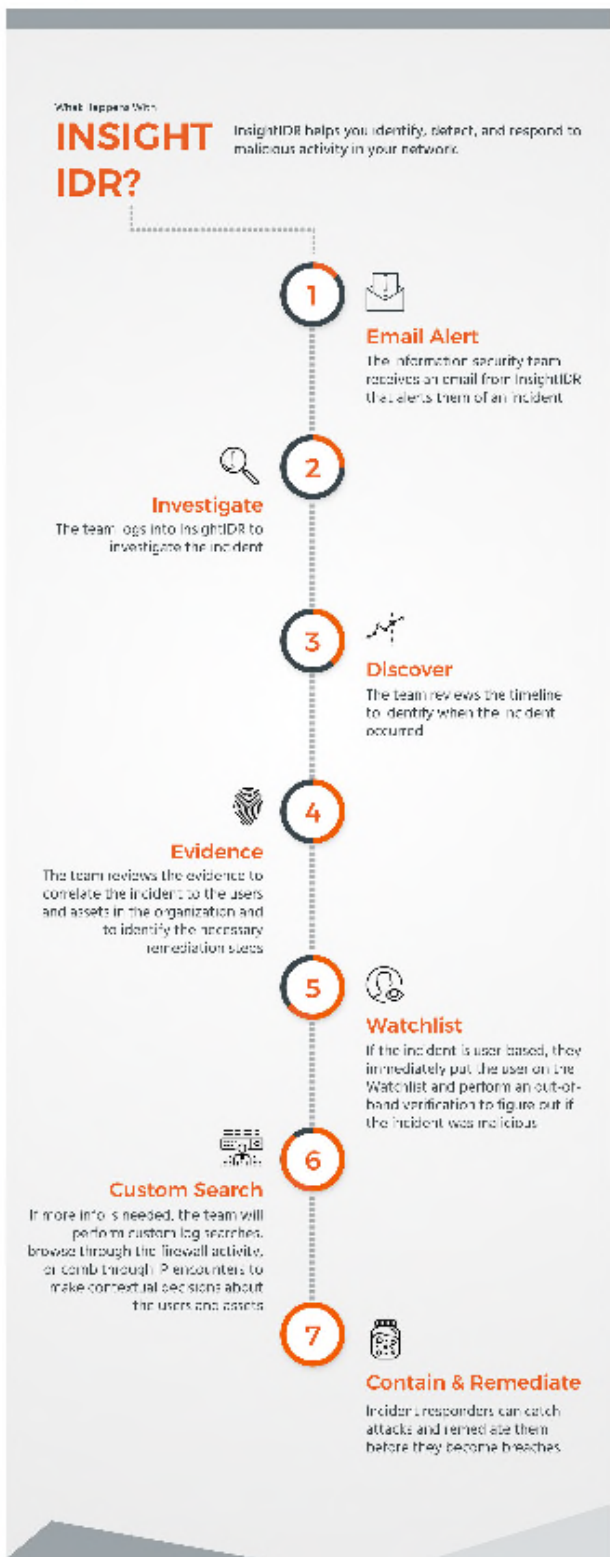 What Happens With
INSIGHT
IDR?
InsightIDR helps you identify, detect, and respond to
malicious activity in your network.
1
Email Alert
The information security team
receives an email from InsightIDR
that alerts them of an incident
2
Investigate
The team logs into InsightIDR to
investigate the incident
3
Discover
The team reviews the timeline
to identify when the incident
occurred
4
Evidence
The team reviews the evidence to
correlate the incident to the users
and assets in the organization and
to identify the necessary
remediation steps
5
Watchlist
If the incident is user based, they
immediately put the user on the
Watchlist and perform an out-of-
band verification to figure out if
the incident was malicious
6
Custom Search
If more info is needed, the team will
perform custom log searches,
browse through the firewall activity,
or comb through IP encounters to
make contextual decisions about
the users and assets
7
Contain & Remediate
Incident responders can catch
attacks and remediate them
before they become breaches